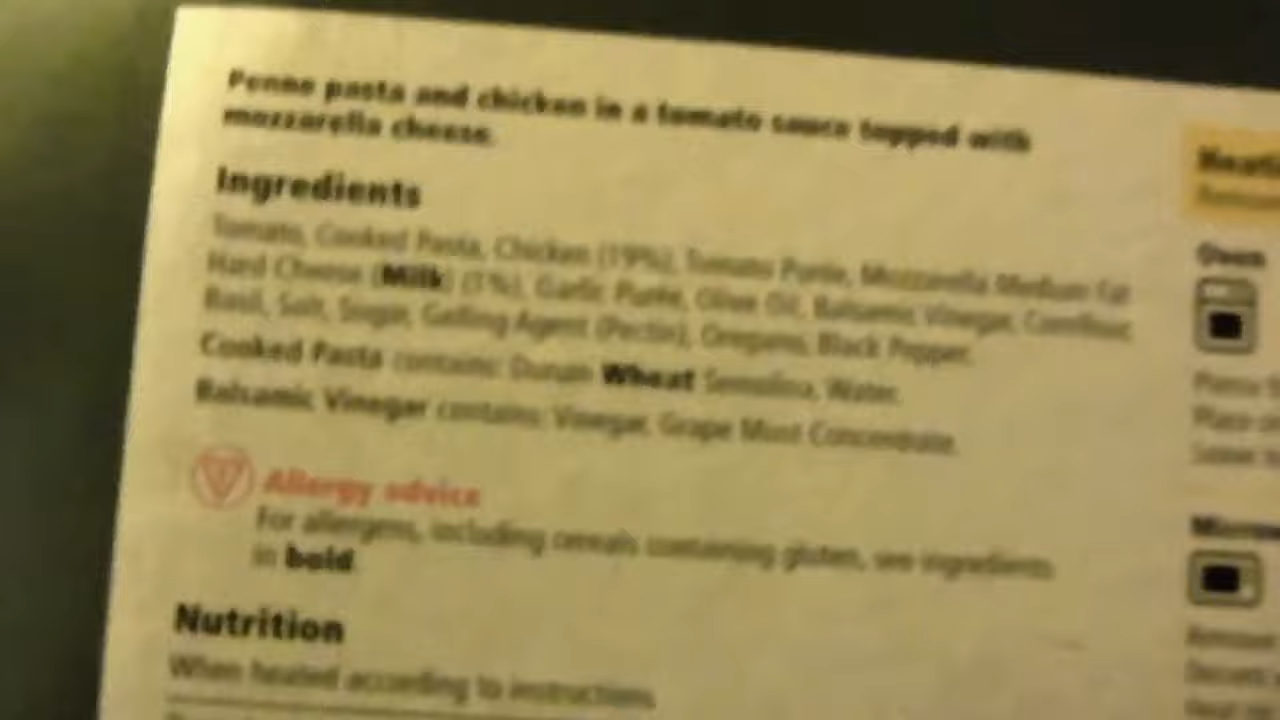 Penne pasta and chicken in a tomato sauce topped with
mozzarella cheese.
Ingredients
Tomato, Cooked Pasta, Chicken (19%), Tomato Purée, Mozzarella Medium Fat
Hard Cheese (Milk) (1%), Garlic Purée, Olive Oil, Balsamic Vinegar, Cornflour,
Basil, Salt, Sugar, Gelling Agent (Pectin), Oregano, Black Pepper.
Cooked Pasta contains: Durum Wheat Semolina, Water.
Balsamic Vinegar contains: Vinegar, Grape Must Concentrate.
Allergy advice
For allergens, including cereals containing gluten, see ingredients
in bold
Nutrition
When heated according to instructions.
Oven